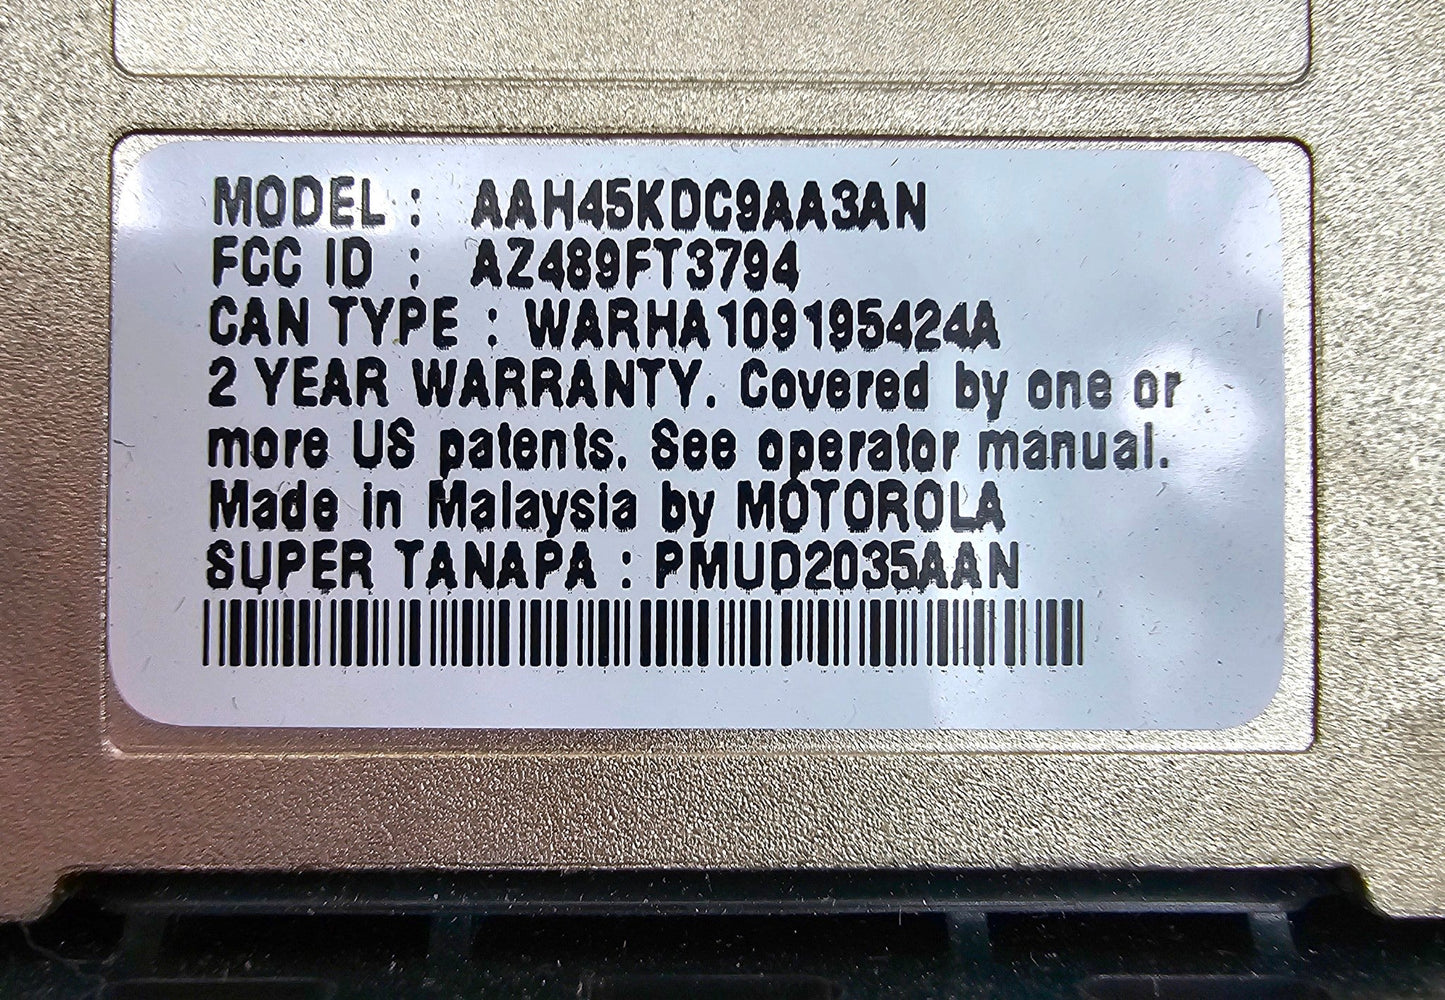 MODEL : AAH45KDC9AA3AN
FCC ID : AZ489FT3794
CAN TYPE : WARHA109195424A
2 YEAR WARRANTY. Covered by one or
more US patents. See operator manual.
Made in Malaysia by MOTOROLA
SUPER TANAPA : PMUD2035AAN